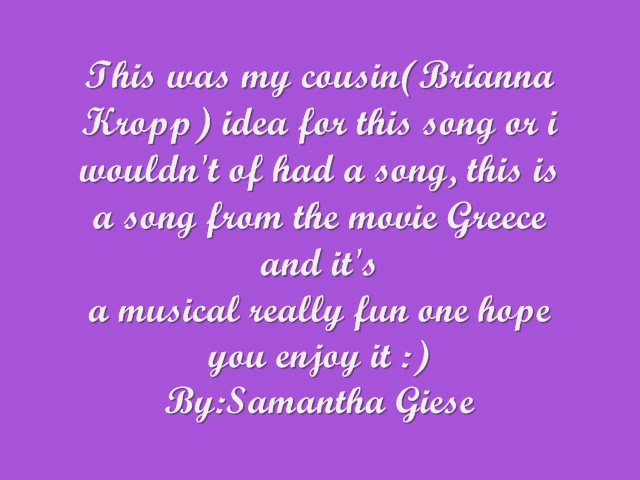 This was my cousin(Brianna
Kropp) idea for this song or i
wouldn't of had a song, this is
a song from the movie Greece
and it's
a musical really fun one hope
you enjoy it :)
By:Samantha Giese